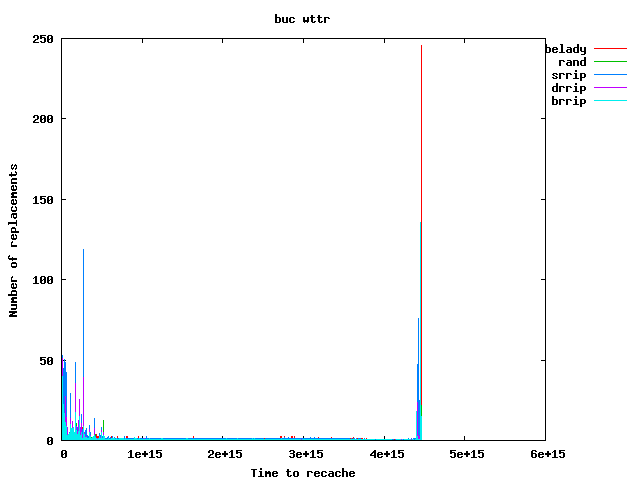 buc wttr
250
200
150
100
50
0
Number of replacements
0 1e+15 2e+15 3e+15 4e+15 5e+15 6e+15
Time to recache
belady
rand
srrip
drrip
brrip